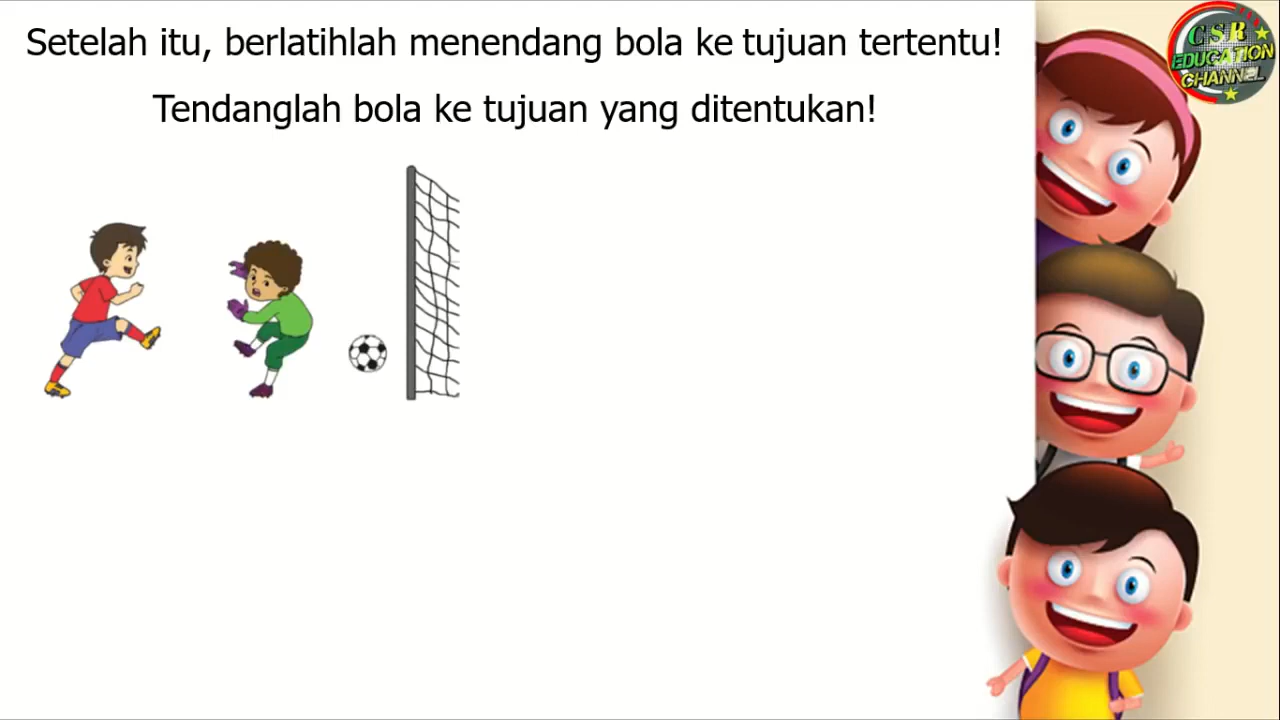 Setelah itu, berlatihlah menendang bola ke tujuan tertentu!
Tendanglah bola ke tujuan yang ditentukan!
CSR
EDUCATION
CHANNEL